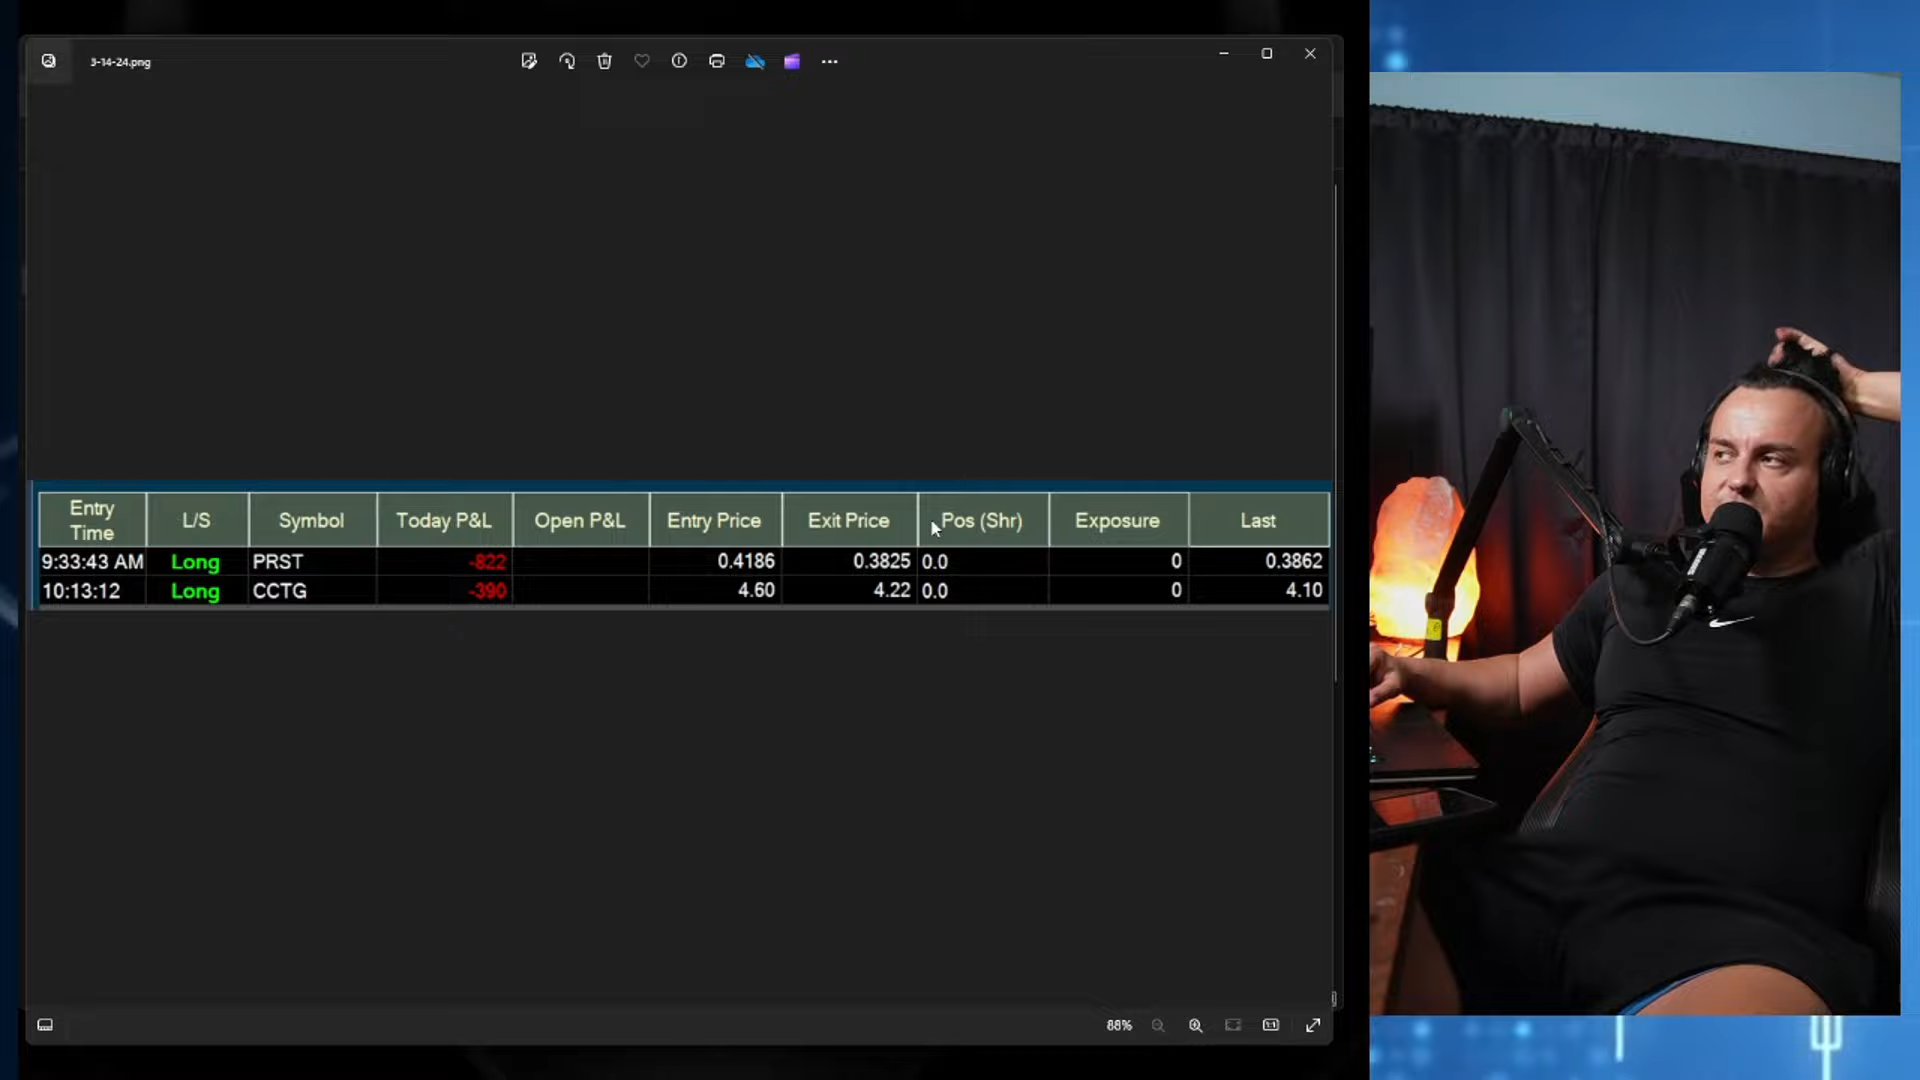 3-14-24.png
Entry Time L/S Symbol Today P&L Open P&L Entry Price Exit Price Pos (Shr) Exposure Last
9:33:43 AM Long PRST -822 0.4186 0.3825 0.0 0 0.3862
10:13:12 Long CCTG -390 4.60 4.22 0.0 0 4.10
88%